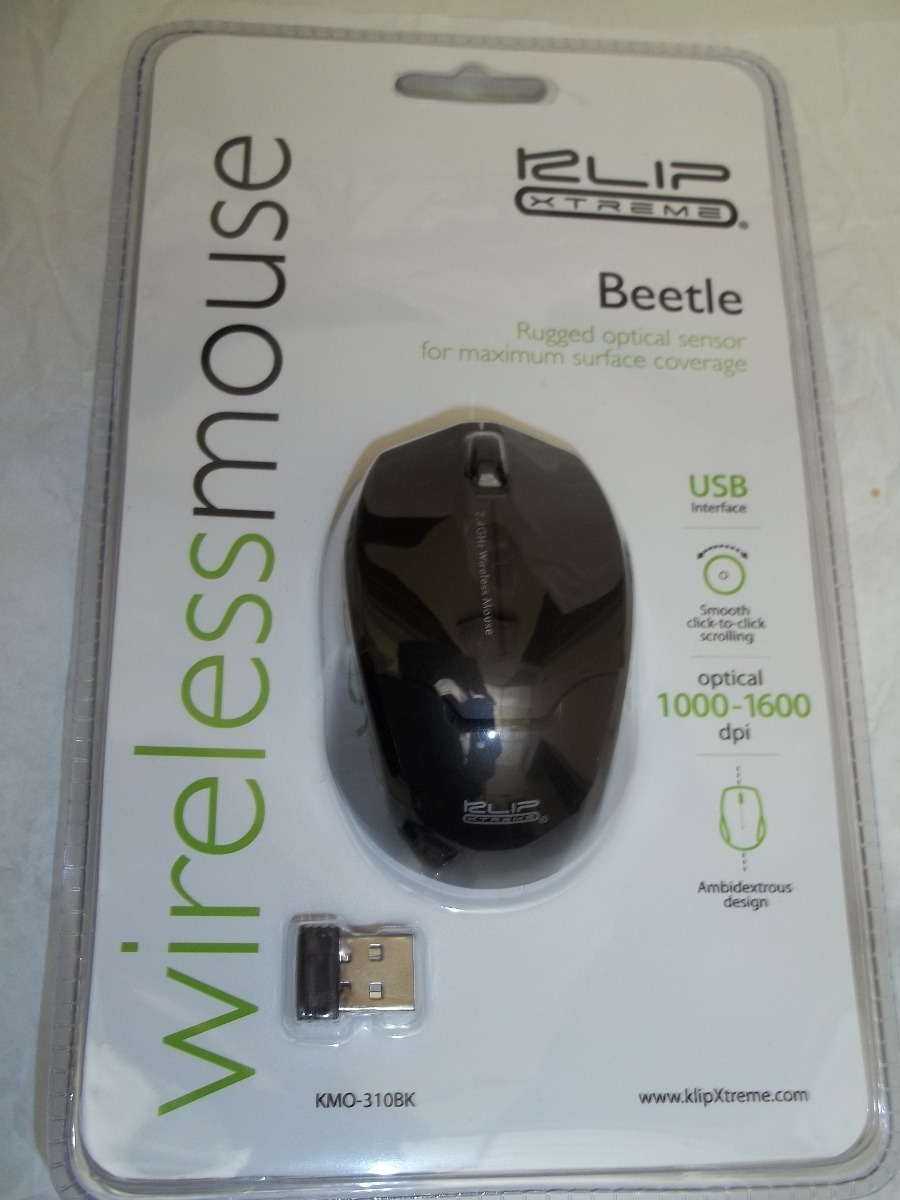 wirelessmouse
KLIP
XTREME®
Beetle
Rugged optical sensor
for maximum surface coverage
USB
Interface
Smooth
click-to-click
scrolling
optical
1000-1600
dpi
Ambidextrous
design
2.4GHz Wireless Mouse
KLIP
XTREME®
KMO-310BK
www.klipXtreme.com